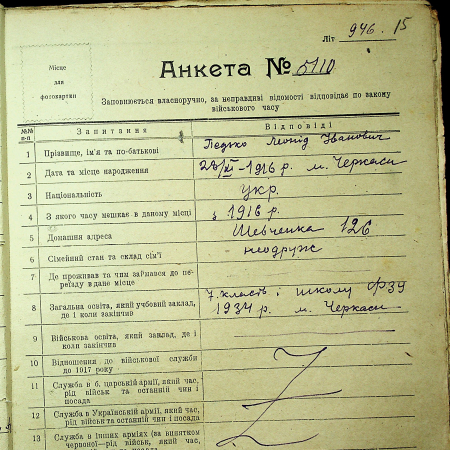 Літ 946. 15
Місце
для
фотокартки
Анкета № 5110
Заповнюється власноручно, за неправдиві відомості відповідає по закону
військового часу
№№ п-п Запитання Відповіді
1 Прізвище, ім'я та по-батькові Леонід Іванович
2 Дата та місце народження 28/XI-1916 р. м. Черкаси
3 Національність укр.
4 З якого часу мешкає в даному місці з 1916 р.
5 Домашня адреса Шевченка 126
6 Сімейний стан та склад сім'ї неодруж
7 Де проживав та чим займався до пе-
реїзду в дане місце
8 Загальна освіта, який учбовий заклад,
де і коли закінчив
7 класів і школу ФЗУ
1934 р. м. Черкаси
9 Військова освіта, який заклад, де і
коли закінчив
10 Відношення до військової служби
до 1917 року
11 Служба в б. царській армії, який час,
рід військ та останній чин і
посада
12 Служба в Українській армії, який час,
рід військ та останній чин і посада
13 Служба в інших арміях (за винятком
червоної—рід військ, який час,